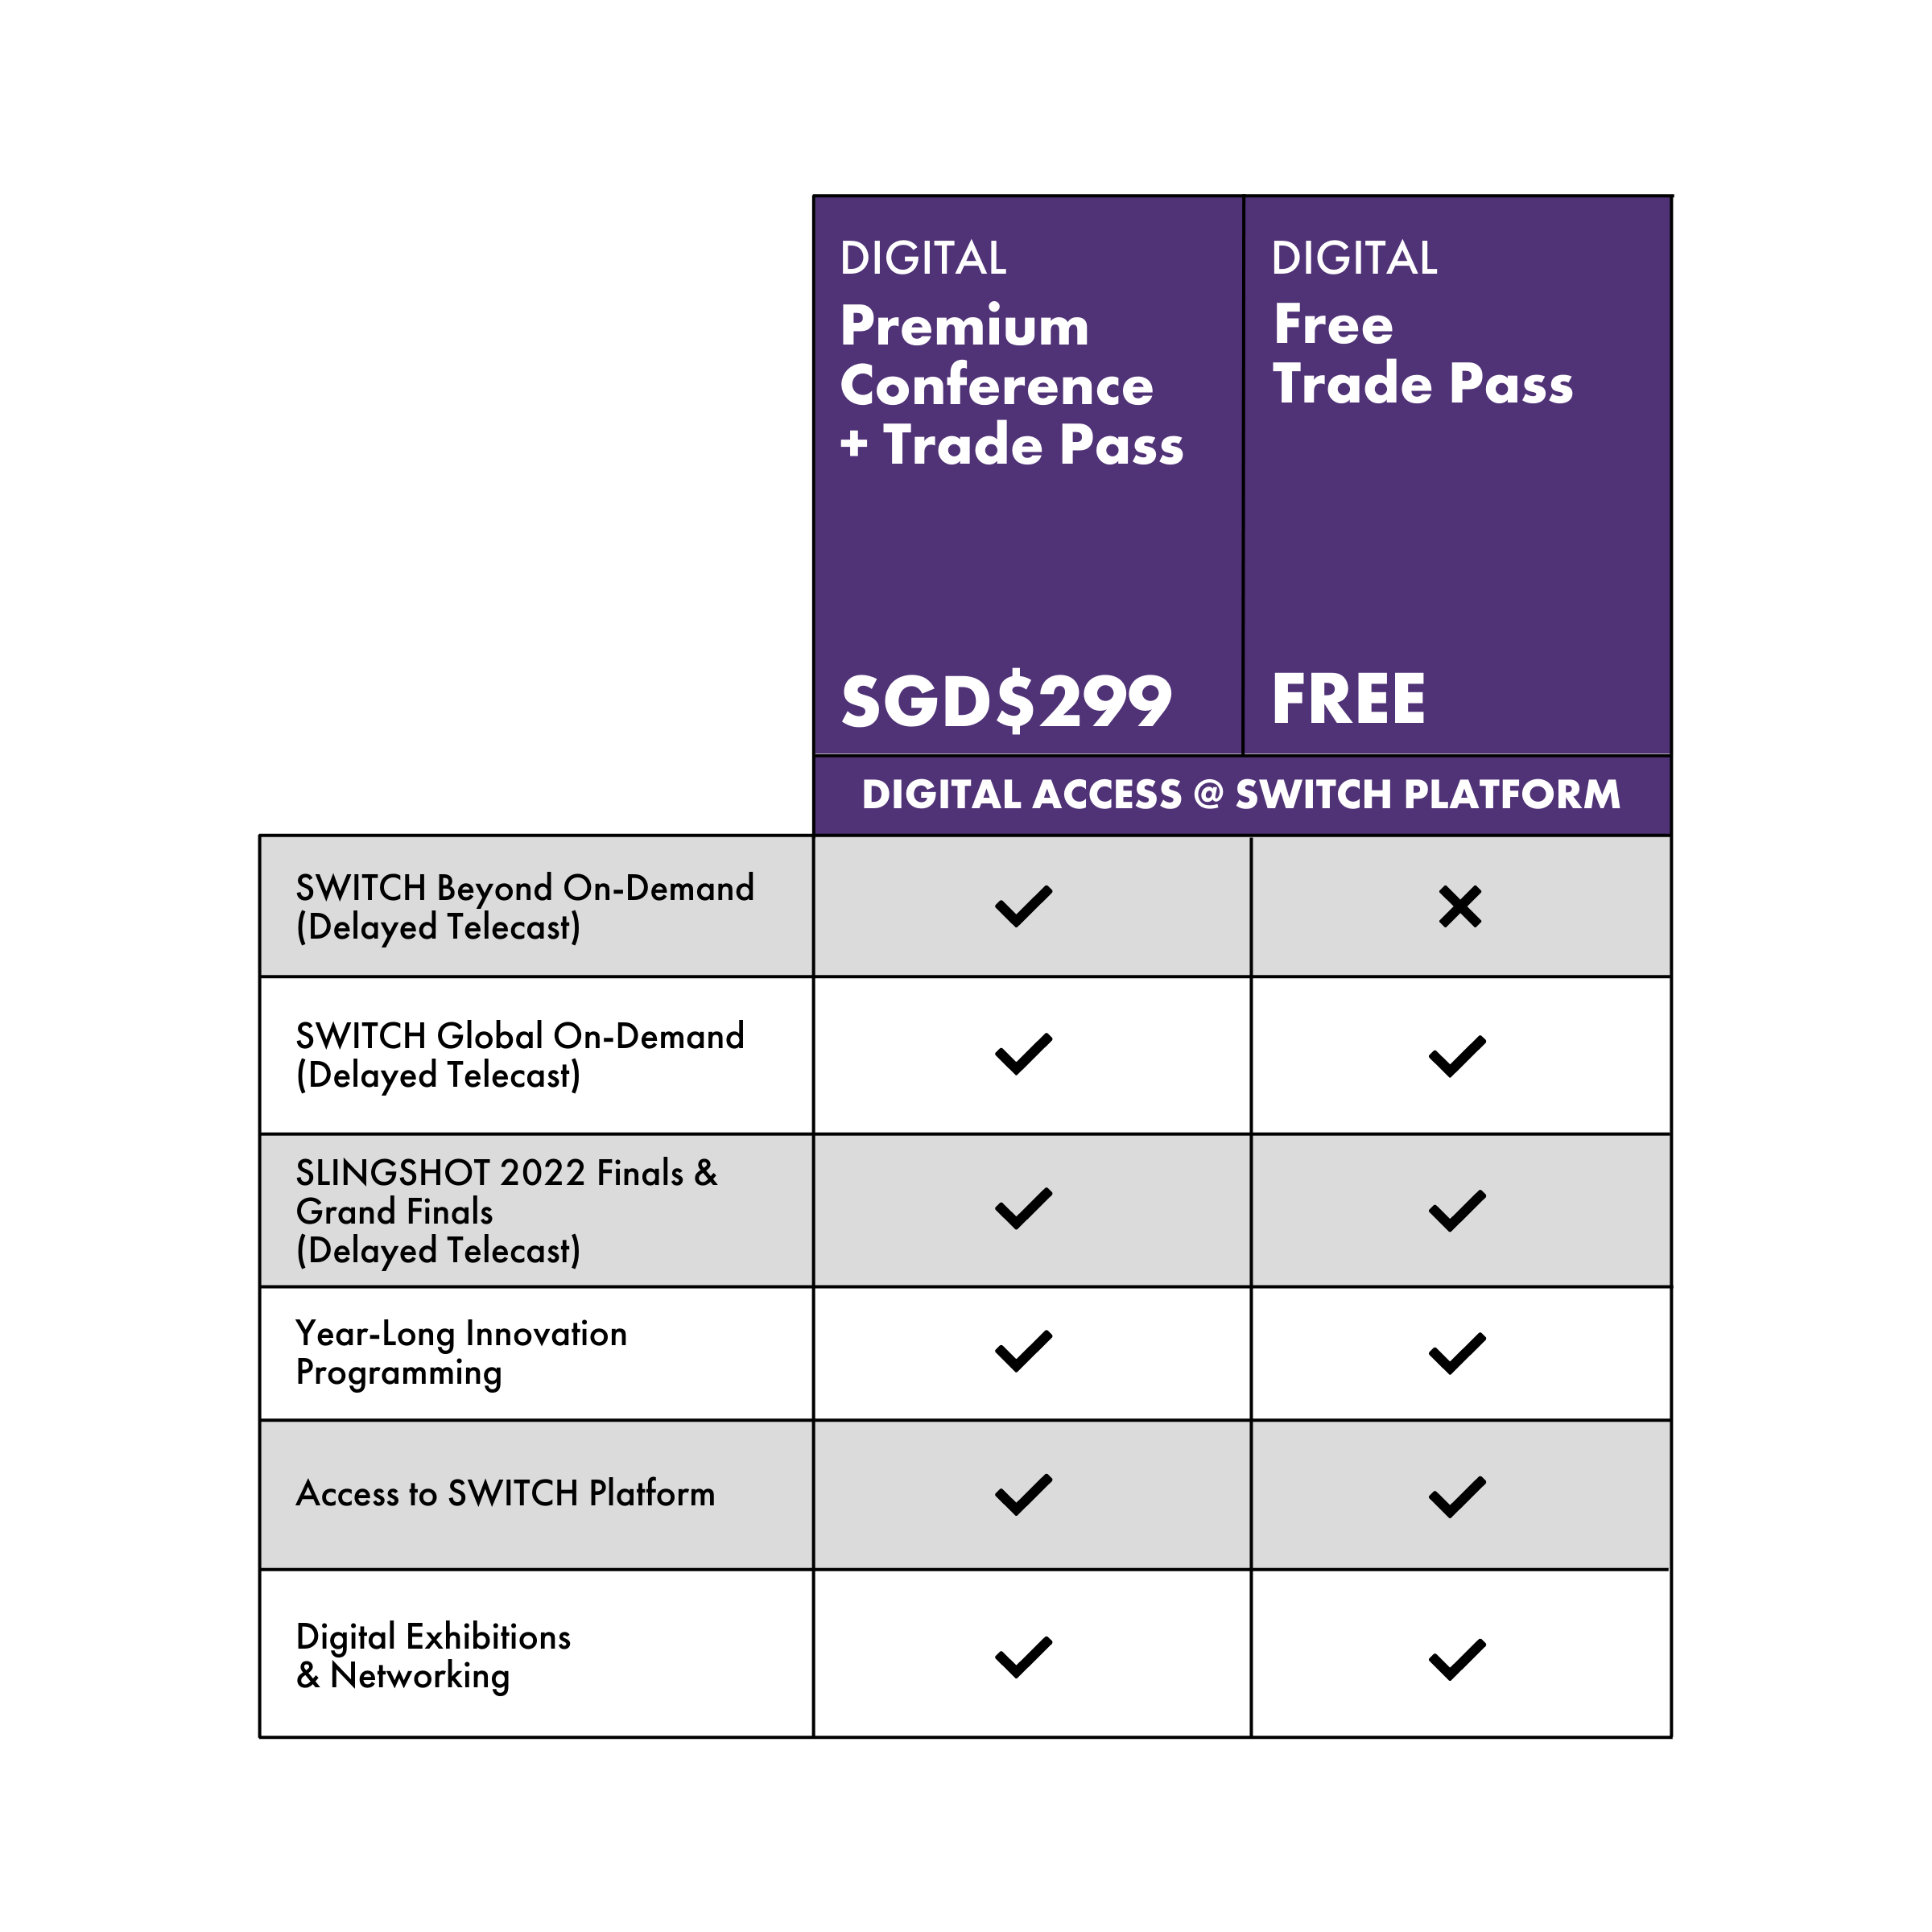 DIGITAL
Premium
Conference
+ Trade Pass
SGD$299
DIGITAL
Free
Trade Pass
FREE
DIGITAL ACCESS @ SWITCH PLATFORM
SWITCH Beyond On-Demand
(Delayed Telecast)
SWITCH Global On-Demand
(Delayed Telecast)
SLINGSHOT 2022 Finals &
Grand Finals
(Delayed Telecast)
Year-Long Innovation
Programming
Access to SWITCH Platform
Digital Exhibitions
& Networking